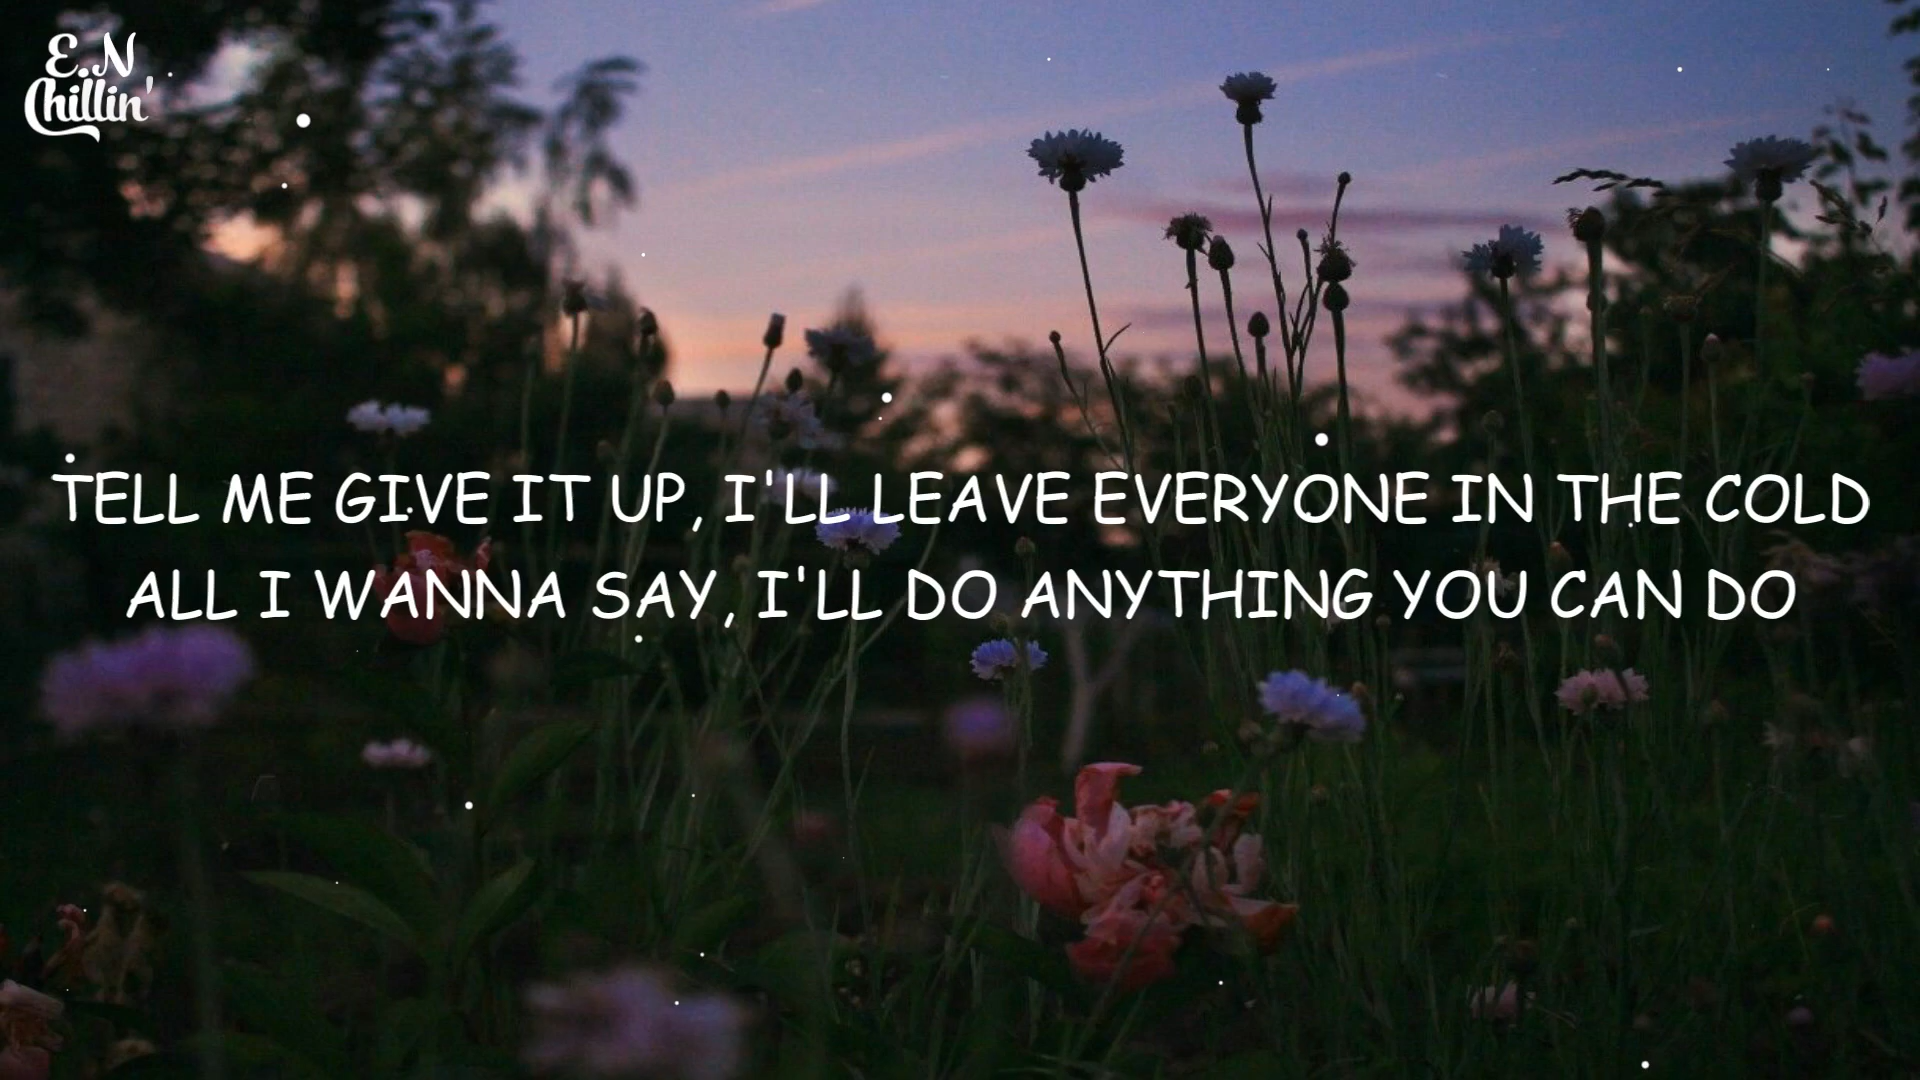 E.N
Chillin'
TELL ME GIVE IT UP, I'LL LEAVE EVERYONE IN THE COLD
ALL I WANNA SAY, I'LL DO ANYTHING YOU CAN DO